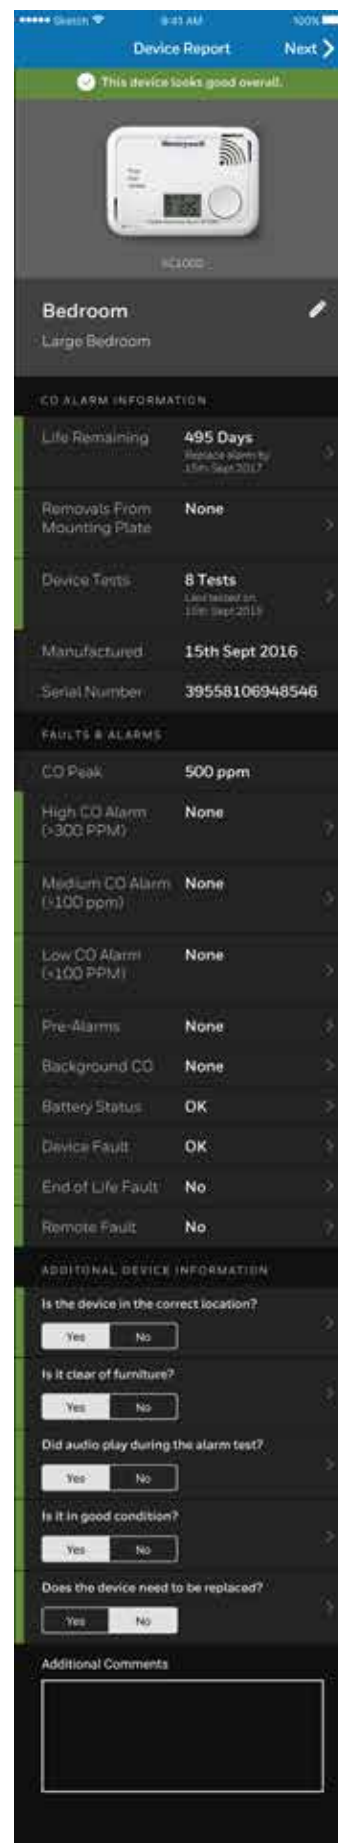 Sketch 9:41 AM 100%
Device Report Next
This device looks good overall.
Honeywell
XC100D
Bedroom
Large Bedroom
CO ALARM INFORMATION
Life Remaining 495 Days
Replace alarm by
15th Sept 2017
Removals From None
Mounting Plate
Device Tests 8 Tests
Last tested on
Manufactured 15th Sept 2016
Serial Number 39558106948546
FAULTS & ALARMS
CO Peak 500 ppm
High CO Alarm None
(>300 PPM)
Medium CO Alarm None
(>100 ppm)
Low CO Alarm None
(<100 PPM)
Pre-Alarms None
Background CO None
Battery Status OK
Device Fault OK
End of Life Fault No
Remote Fault No
ADDITONAL DEVICE INFORMATION
Is the device in the correct location?
Yes No
Is it clear of furniture?
Yes No
Did audio play during the alarm test?
Yes No
Is it in good condition?
Yes No
Does the device need to be replaced?
Yes No
Additional Comments